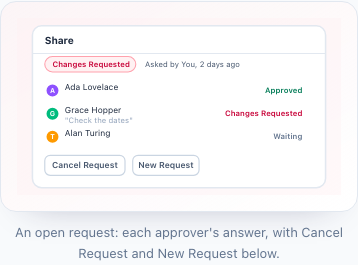 Share
Changes Requested Asked by You, 2 days ago
A Ada Lovelace Approved
G Grace Hopper Changes Requested
"Check the dates"
T Alan Turing Waiting
Cancel Request New Request
An open request: each approver's answer, with Cancel
Request and New Request below.